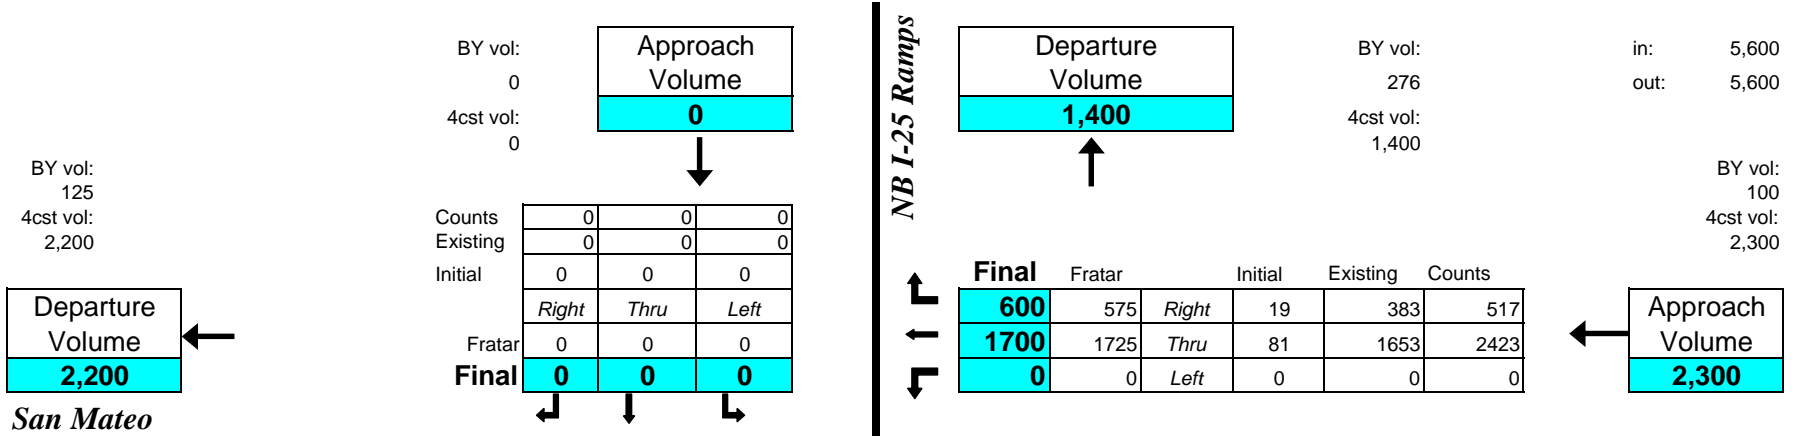 BY vol:
0
4cst vol:
0
Approach
Volume
0
NB I-25 Ramps
Departure
Volume
1,400
BY vol:
276
4cst vol:
1,400
in: 5,600
out: 5,600
BY vol:
125
4cst vol:
2,200
BY vol:
100
4cst vol:
2,300
Counts 0 0 0
Existing 0 0 0
Initial 0 0 0
Right Thru Left
Fratar 0 0 0
Final 0 0 0
Final Fratar Initial Existing Counts
600 575 Right 19 383 517
1700 1725 Thru 81 1653 2423
0 0 Left 0 0 0
Departure
Volume
2,200
Approach
Volume
2,300
San Mateo